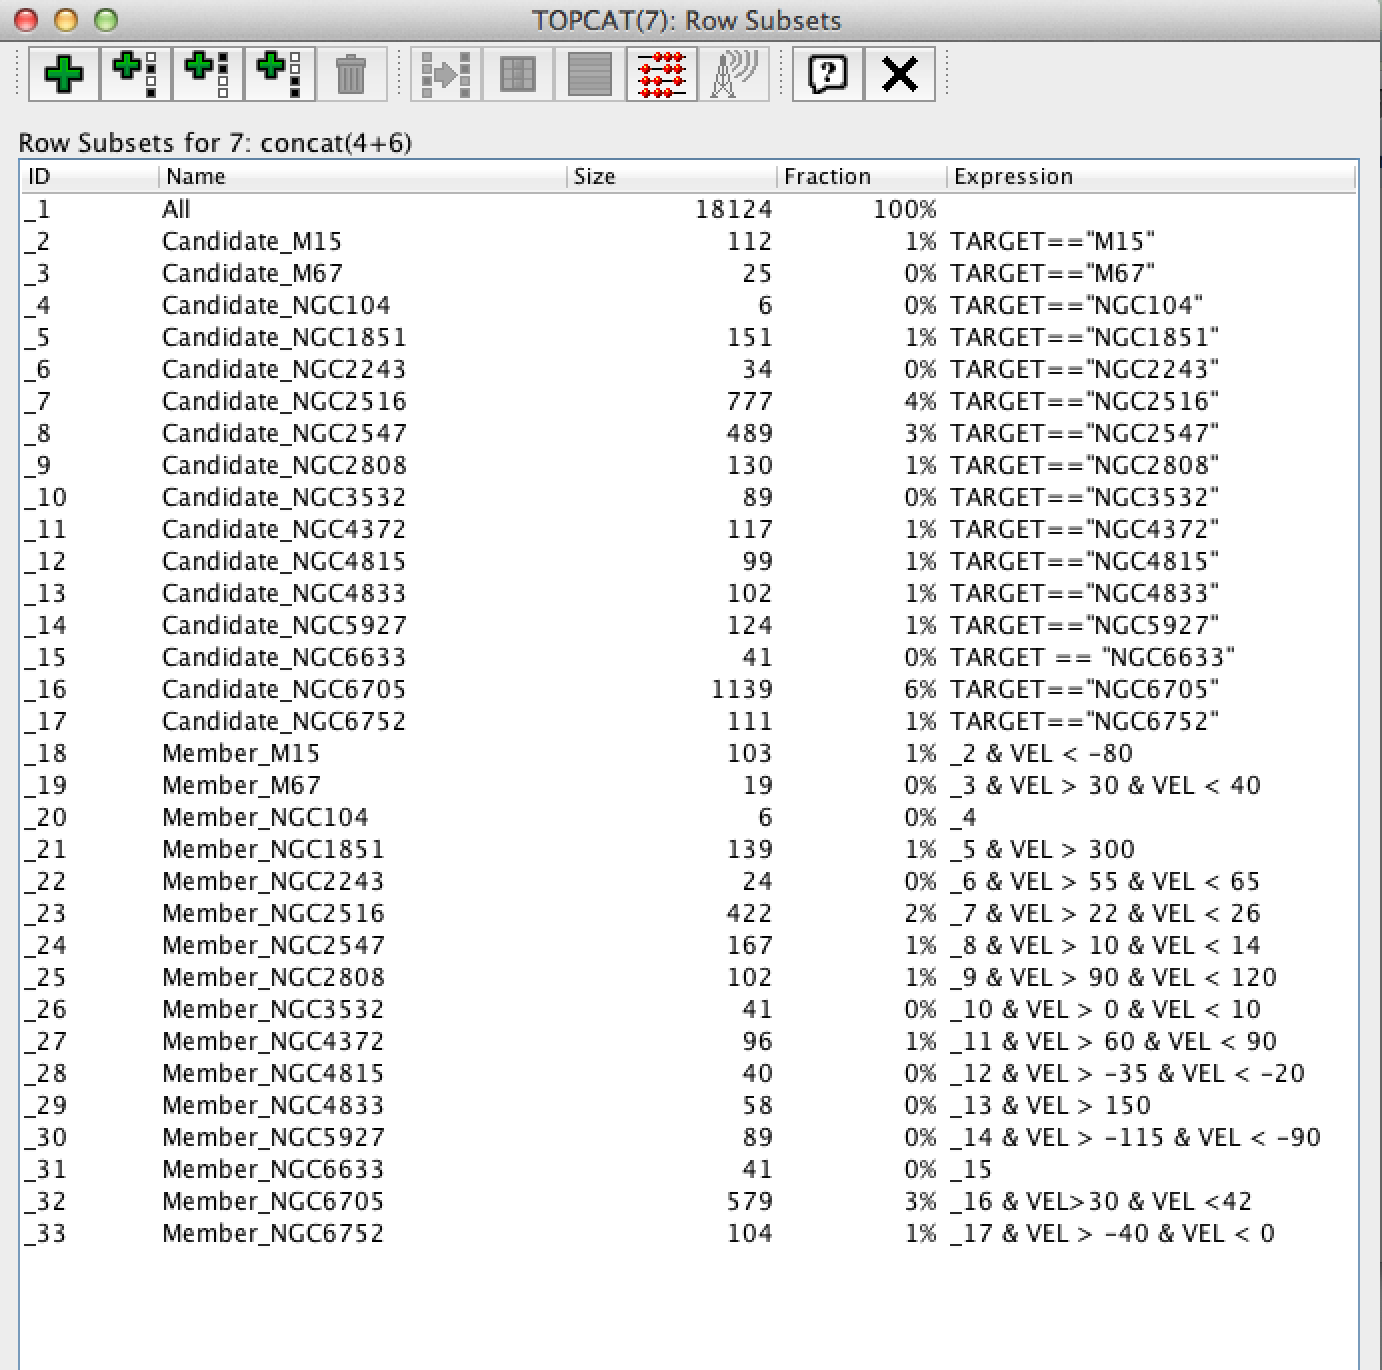 TOPCAT(7): Row Subsets
?
Row Subsets for 7: concat(4+6)
ID Name Size Fraction Expression
_1 All 18124 100%
_2 Candidate_M15 112 1% TARGET=="M15"
_3 Candidate_M67 25 0% TARGET=="M67"
_4 Candidate_NGC104 6 0% TARGET=="NGC104"
_5 Candidate_NGC1851 151 1% TARGET=="NGC1851"
_6 Candidate_NGC2243 34 0% TARGET=="NGC2243"
_7 Candidate_NGC2516 777 4% TARGET=="NGC2516"
_8 Candidate_NGC2547 489 3% TARGET=="NGC2547"
_9 Candidate_NGC2808 130 1% TARGET=="NGC2808"
_10 Candidate_NGC3532 89 0% TARGET=="NGC3532"
_11 Candidate_NGC4372 117 1% TARGET=="NGC4372"
_12 Candidate_NGC4815 99 1% TARGET=="NGC4815"
_13 Candidate_NGC4833 102 1% TARGET=="NGC4833"
_14 Candidate_NGC5927 124 1% TARGET=="NGC5927"
_15 Candidate_NGC6633 41 0% TARGET == "NGC6633"
_16 Candidate_NGC6705 1139 6% TARGET=="NGC6705"
_17 Candidate_NGC6752 111 1% TARGET=="NGC6752"
_18 Member_M15 103 1% _2 & VEL < -80
_19 Member_M67 19 0% _3 & VEL > 30 & VEL < 40
_20 Member_NGC104 6 0% _4
_21 Member_NGC1851 139 1% _5 & VEL > 300
_22 Member_NGC2243 24 0% _6 & VEL > 55 & VEL < 65
_23 Member_NGC2516 422 2% _7 & VEL > 22 & VEL < 26
_24 Member_NGC2547 167 1% _8 & VEL > 10 & VEL < 14
_25 Member_NGC2808 102 1% _9 & VEL > 90 & VEL < 120
_26 Member_NGC3532 41 0% _10 & VEL > 0 & VEL < 10
_27 Member_NGC4372 96 1% _11 & VEL > 60 & VEL < 90
_28 Member_NGC4815 40 0% _12 & VEL > -35 & VEL < -20
_29 Member_NGC4833 58 0% _13 & VEL > 150
_30 Member_NGC5927 89 0% _14 & VEL > -115 & VEL < -90
_31 Member_NGC6633 41 0% _15
_32 Member_NGC6705 579 3% _16 & VEL>30 & VEL <42
_33 Member_NGC6752 104 1% _17 & VEL > -40 & VEL < 0